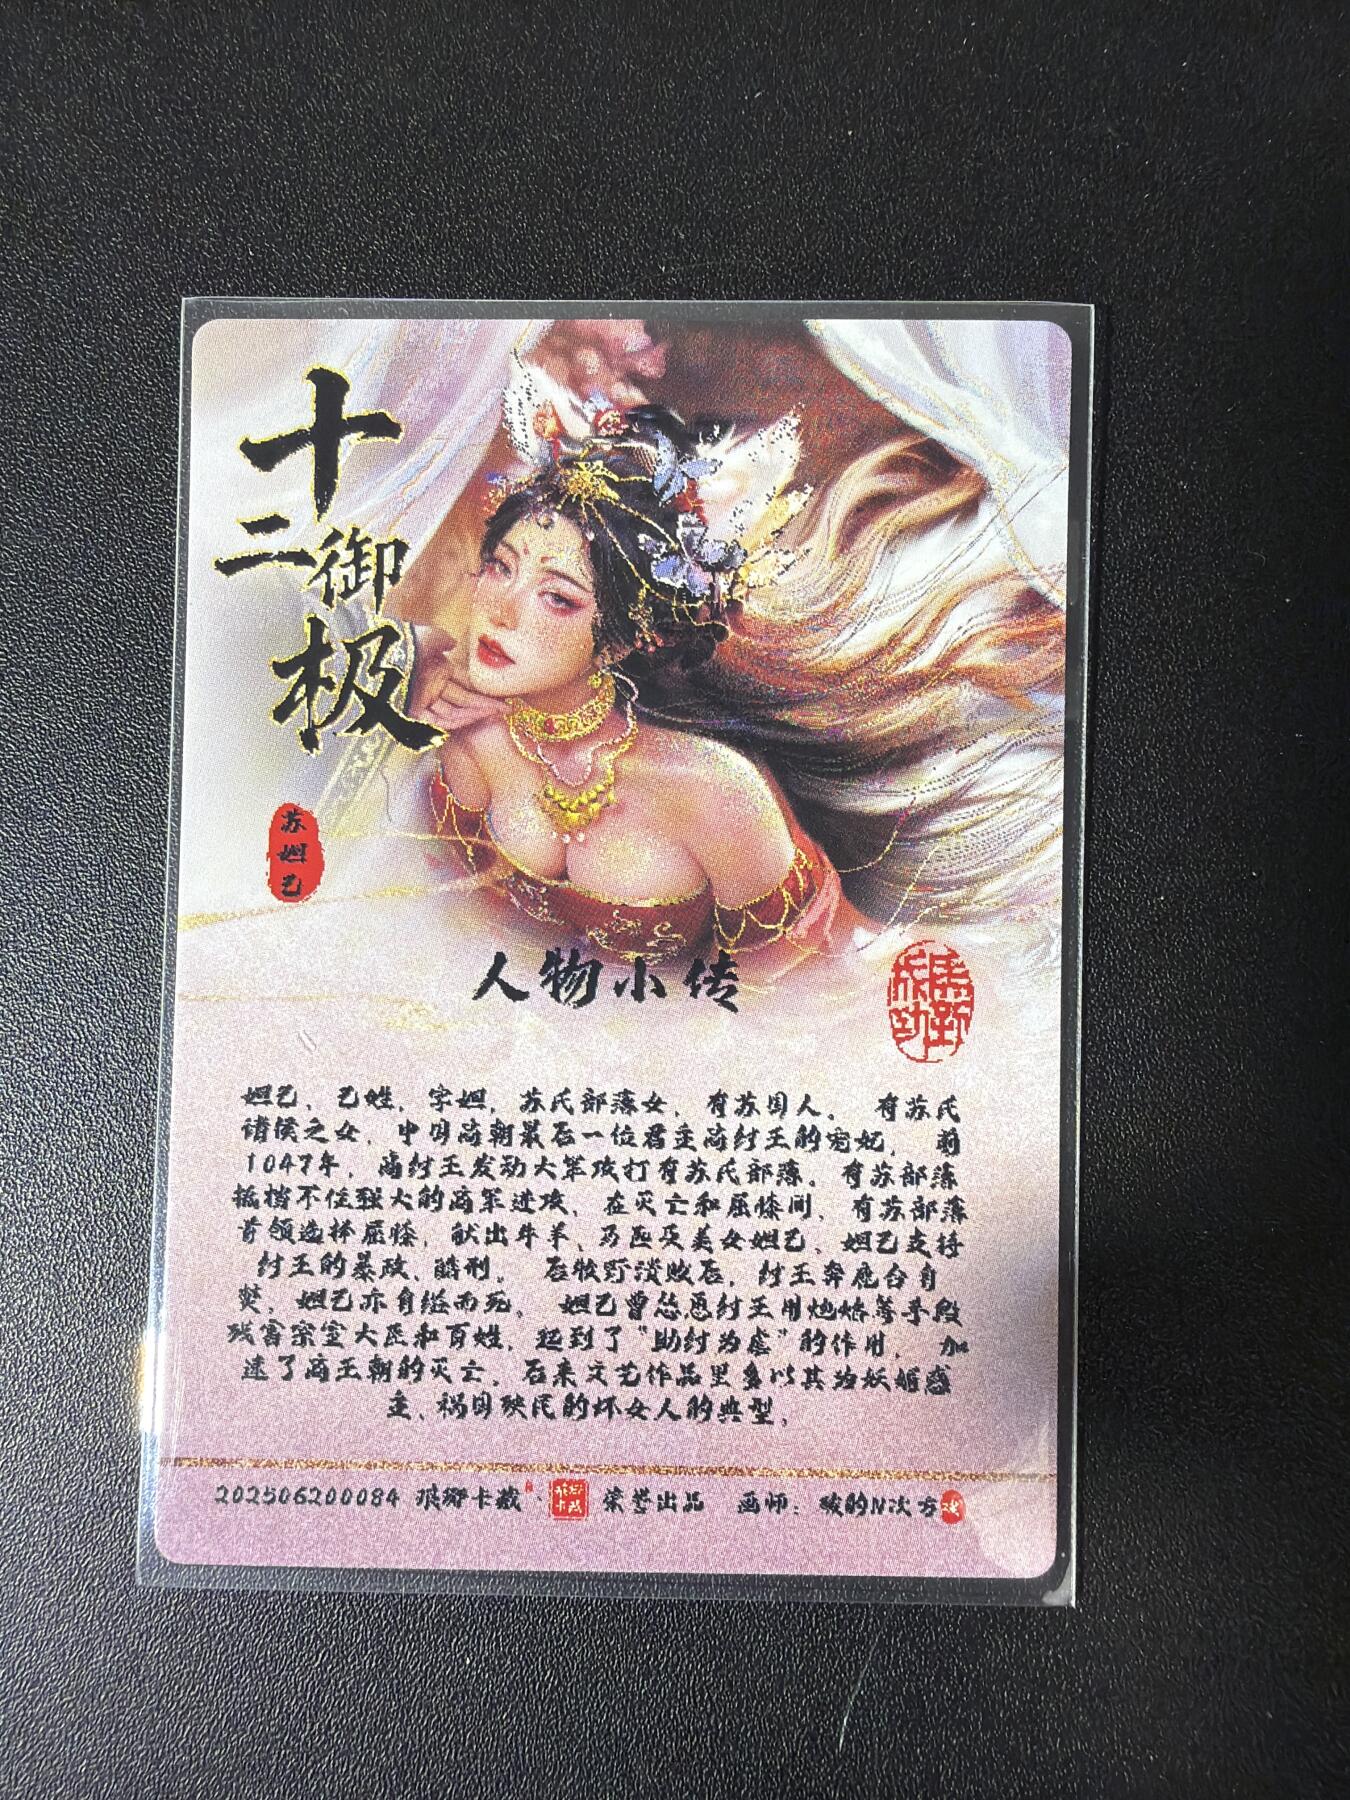 十
二御
极
苏妲己
人物小传
妲己，己姓，字妲，苏氏部落女，有苏国人。 有苏氏
诸侯之女，中国商朝最后一位君主商纣王的宠妃， 前
1047年，商纣王发动大军攻打有苏氏部落。有苏部落
抵挡不住强大的商军进攻，在灭亡和屈膝间，有苏部落
首领选择屈膝，献出牛羊、马匹及美女妲己、妲己支持
纣王的暴政、酷刑。 后牧野溃败后，纣王奔鹿台自
焚，妲己亦自缢而死。 妲己曾怂恿纣王用炮烙等手段
残害宗室大臣和百姓，起到了“助纣为虐”的作用， 加
速了商王朝的灭亡，后来文艺作品里多以其为妖媚惑
主、祸国殃民的坏女人的典型。
202506200084 琅琊卡藏· 荣誉出品 画师：破的N次方